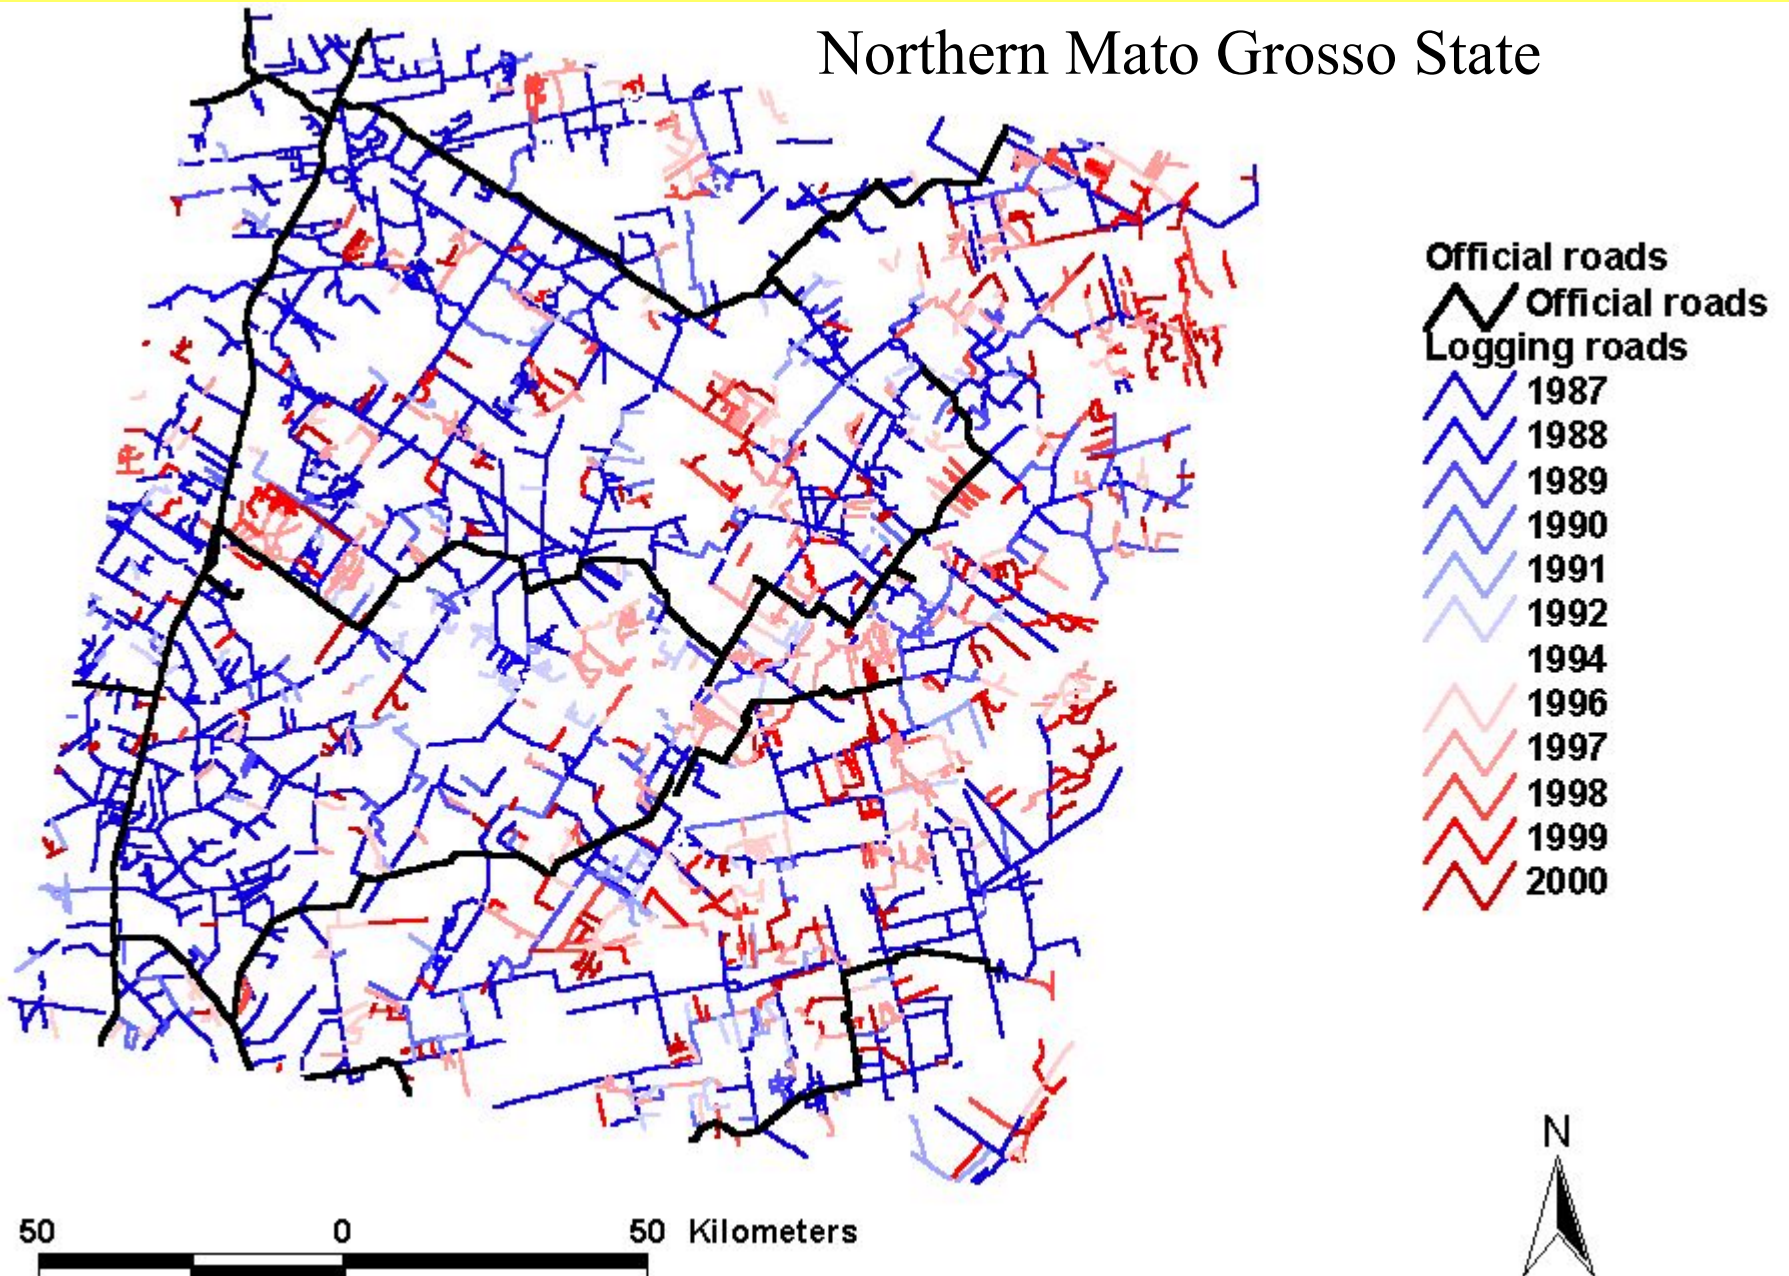 Northern Mato Grosso State
Official roads
Official roads
Logging roads
1987
1988
1989
1990
1991
1992
1994
1996
1997
1998
1999
2000
N
50 0 50 Kilometers